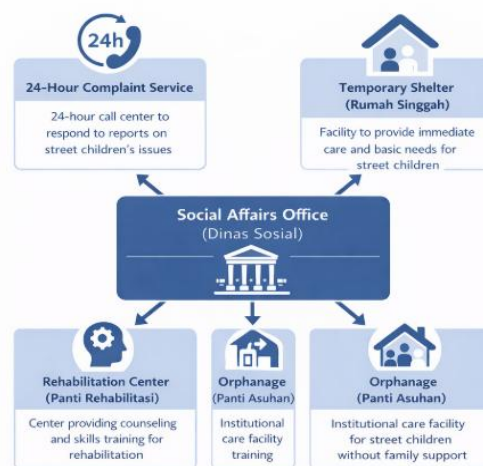 24h
24-Hour Complaint Service
24-hour call center to
respond to reports on
street children's issues
Temporary Shelter
(Rumah Singgah)
Facility to provide immediate
care and basic needs for
street children
Social Affairs Office
(Dinas Sosial)
Rehabilitation Center
(Panti Rehabilitasi)
Center providing counseling
and skills training for
rehabilitation
Orphanage
(Panti Asuhan)
Institutional
care facility
training
Orphanage
(Panti Asuhan)
Institutional care facility
for street children
without family support